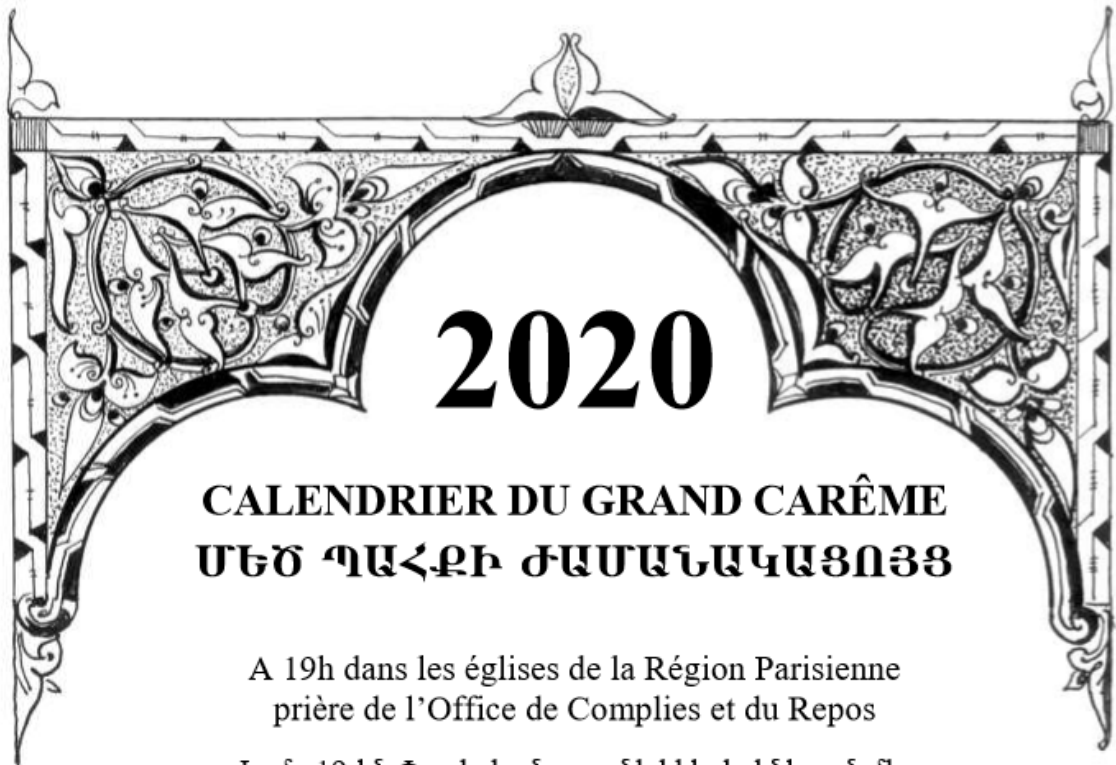 2020
CALENDRIER DU GRAND CARÊME
ՄԵԾ ՊԱՀՔԻ ԺԱՄԱՆԱԿԱՑՈՅՑ
A 19h dans les églises de la Région Parisienne
prière de l’Office de Complies et du Repos